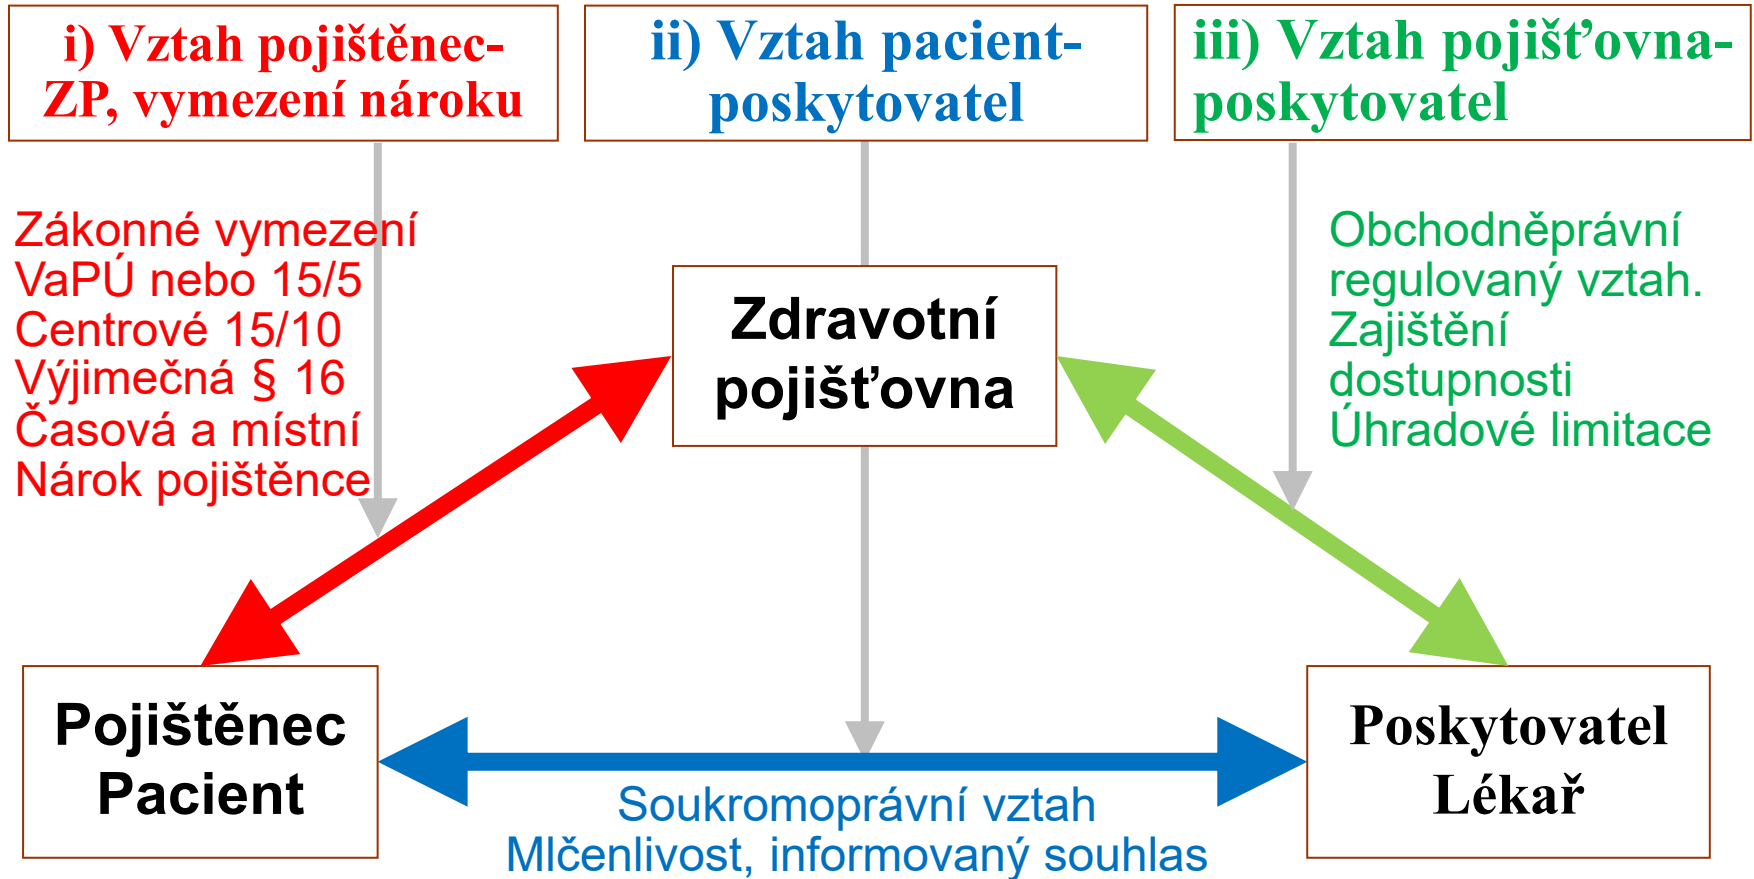 i) Vztah pojištěnec-
ZP, vymezení nároku
ii) Vztah pacient-
poskytovatel
iii) Vztah pojišťovna-
poskytovatel
Zákonné vymezení
VaPÚ nebo 15/5
Centrové 15/10
Výjimečná § 16
Časová a místní
Nárok pojištěnce
Zdravotní
pojišťovna
Obchodněprávní
regulovaný vztah.
Zajištění
dostupnosti
Úhradové limitace
Pojištěnec
Pacient
Soukromoprávní vztah
Mlčenlivost, informovaný souhlas
Poskytovatel
Lékař